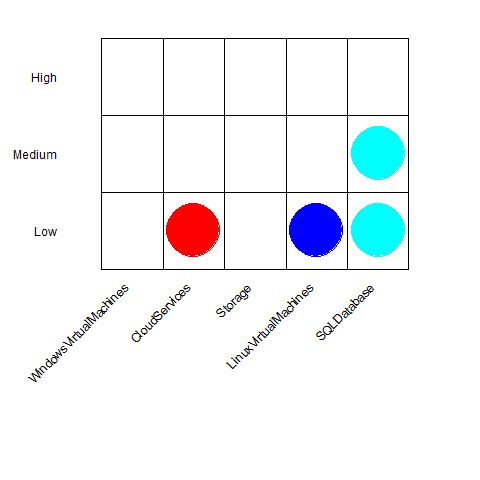 High
Medium
Low
WindowsVirtualMachines
CloudServices
Storage
LinuxVirtualMachines
SQLDatabase